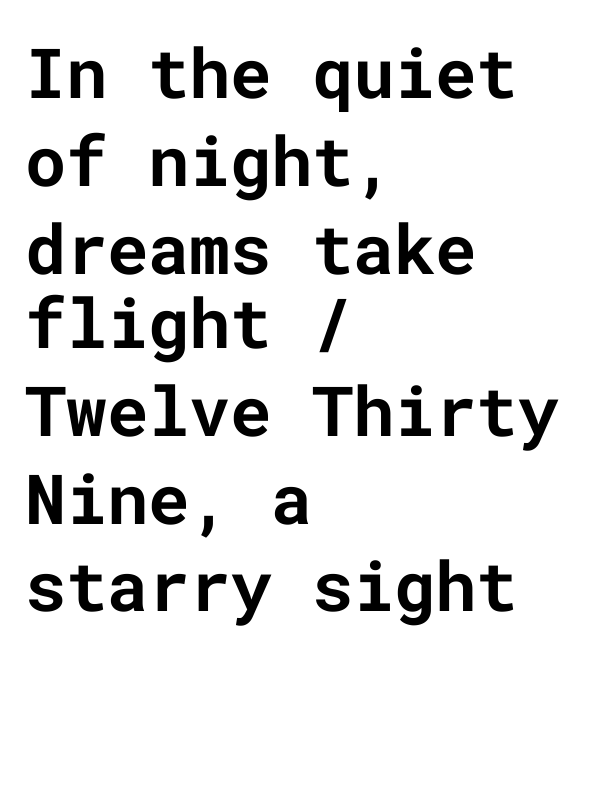 In the quiet
of night,
dreams take
flight /
Twelve Thirty
Nine, a
starry sight